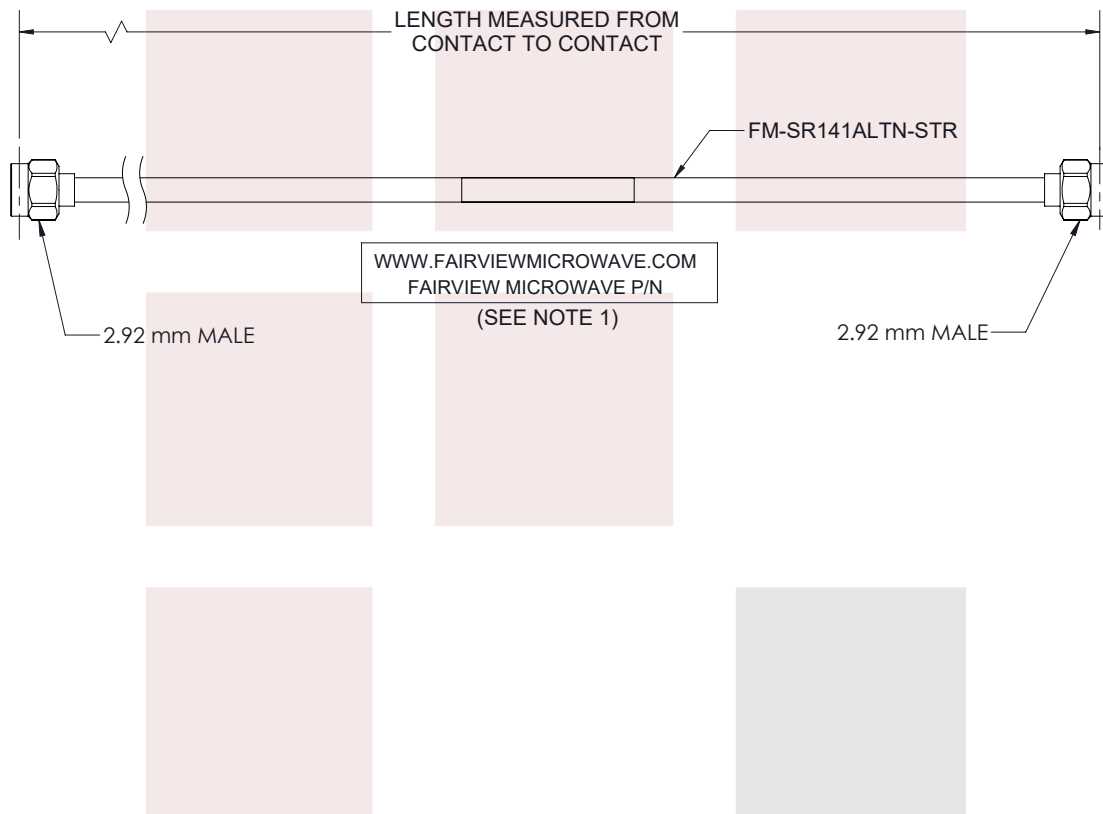 LENGTH MEASURED FROM
CONTACT TO CONTACT
FM-SR141ALTN-STR
WWW.FAIRVIEWMICROWAVE.COM
FAIRVIEW MICROWAVE P/N
(SEE NOTE 1)
2.92 mm MALE
2.92 mm MALE